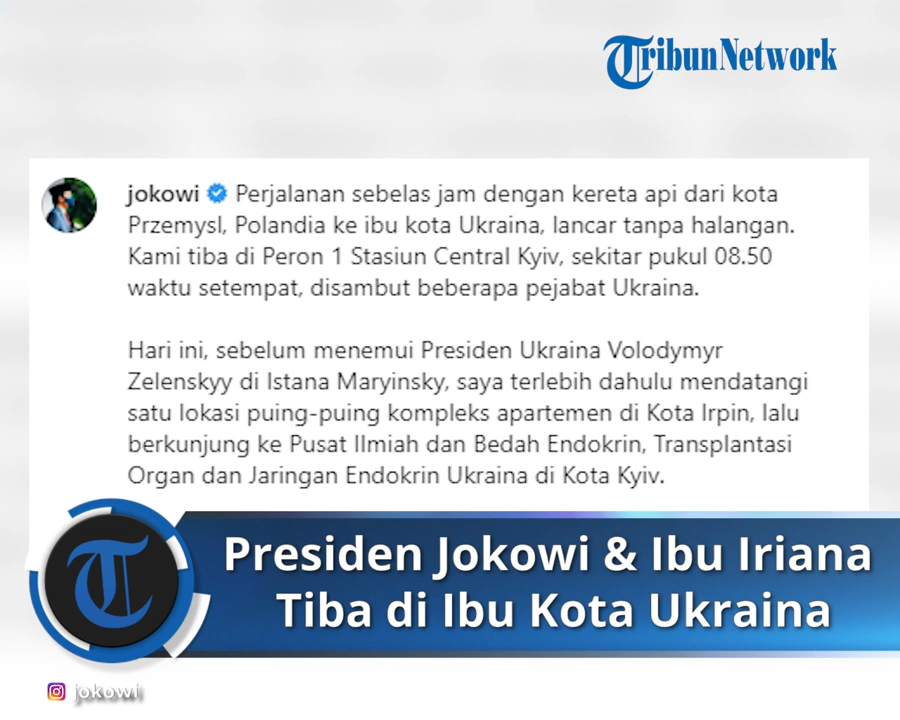 TribunNetwork
jokowi Perjalanan sebelas jam dengan kereta api dari kota
Przemysl, Polandia ke ibu kota Ukraina, lancar tanpa halangan.
Kami tiba di Peron 1 Stasiun Central Kyiv, sekitar pukul 08.50
waktu setempat, disambut beberapa pejabat Ukraina.
Hari ini, sebelum menemui Presiden Ukraina Volodymyr
Zelenskyy di Istana Maryinsky, saya terlebih dahulu mendatangi
satu lokasi puing-puing kompleks apartemen di Kota Irpin, lalu
berkunjung ke Pusat Ilmiah dan Bedah Endokrin, Transplantasi
Organ dan Jaringan Endokrin Ukraina di Kota Kyiv.
Presiden Jokowi & Ibu Iriana
Tiba di Ibu Kota Ukraina
T
jokowi